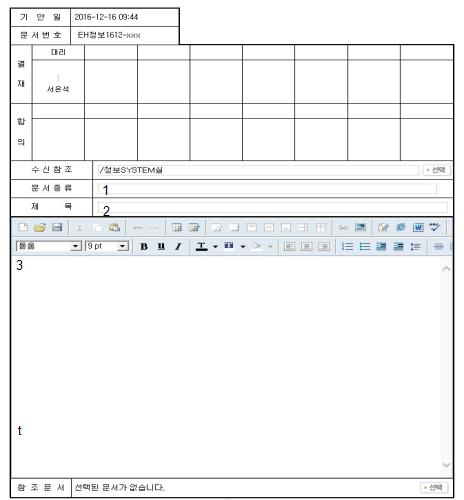 기 안 일 2016-12-16 09:44
문 서 번 호 EH정보1612-xxx
결 재
대리
서은석
합 의
수 신 참 조 /정보SYSTEM실 선택
문 서 종 류 1
제 목 2
돋움 9 pt B U I T
3
t
참 조 문 서 선택된 문서가 없습니다. 선택